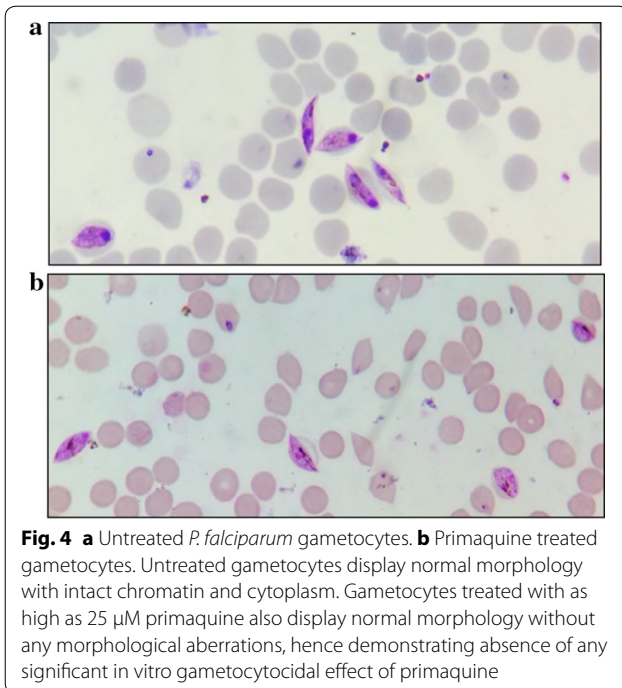 a
b
Fig. 4 a Untreated P. falciparum gametocytes. b Primaquine treated
gametocytes. Untreated gametocytes display normal morphology
with intact chromatin and cytoplasm. Gametocytes treated with as
high as 25 µM primaquine also display normal morphology without
any morphological aberrations, hence demonstrating absence of any
significant in vitro gametocytocidal effect of primaquine